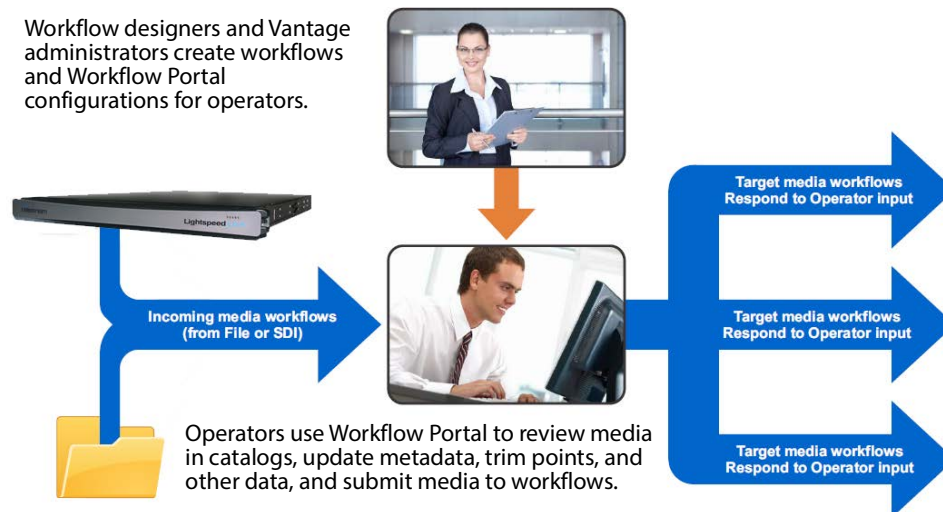 Workflow designers and Vantage
administrators create workflows
and Workflow Portal
configurations for operators.
Lightspeed
Target media workflows
Respond to Operator input
Incoming media workflows
(from File or SDI)
Target media workflows
Respond to Operator input
Operators use Workflow Portal to review media
in catalogs, update metadata, trim points, and
other data, and submit media to workflows.
Target media workflows
Respond to Operator input